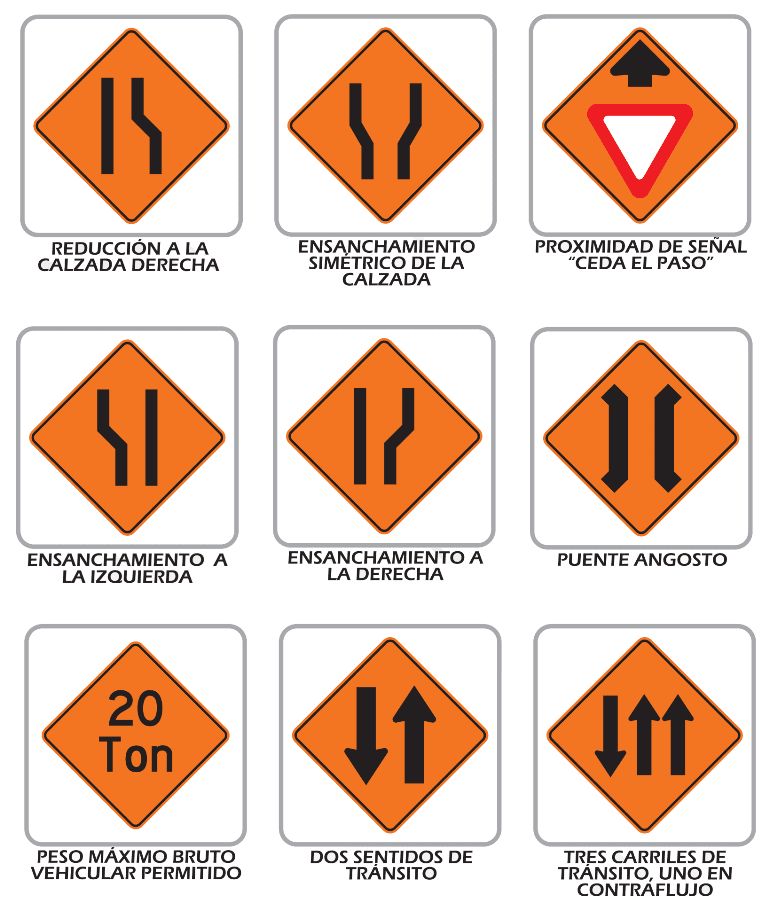 REDUCCIÓN A LA
CALZADA DERECHA
ENSANCHAMIENTO
SIMÉTRICO DE LA
CALZADA
PROXIMIDAD DE SEÑAL
“CEDA EL PASO”
ENSANCHAMIENTO A
LA IZQUIERDA
ENSANCHAMIENTO A
LA DERECHA
PUENTE ANGOSTO
20
Ton
PESO MÁXIMO BRUTO
VEHICULAR PERMITIDO
DOS SENTIDOS DE
TRÁNSITO
TRES CARRILES DE
TRÁNSITO, UNO EN
CONTRAFLUJO